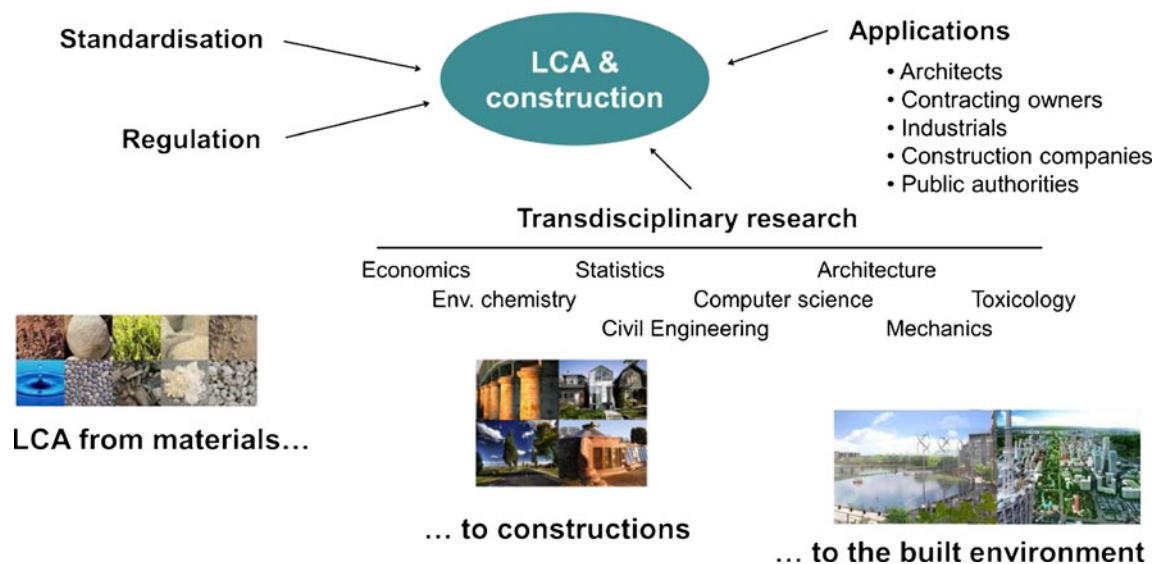 Standardisation
Regulation
LCA &
construction
Applications
• Architects
• Contracting owners
• Industrials
• Construction companies
• Public authorities
Transdisciplinary research
Economics Statistics Architecture
Env. chemistry Computer science Toxicology
Civil Engineering Mechanics
LCA from materials…
… to constructions
… to the built environment